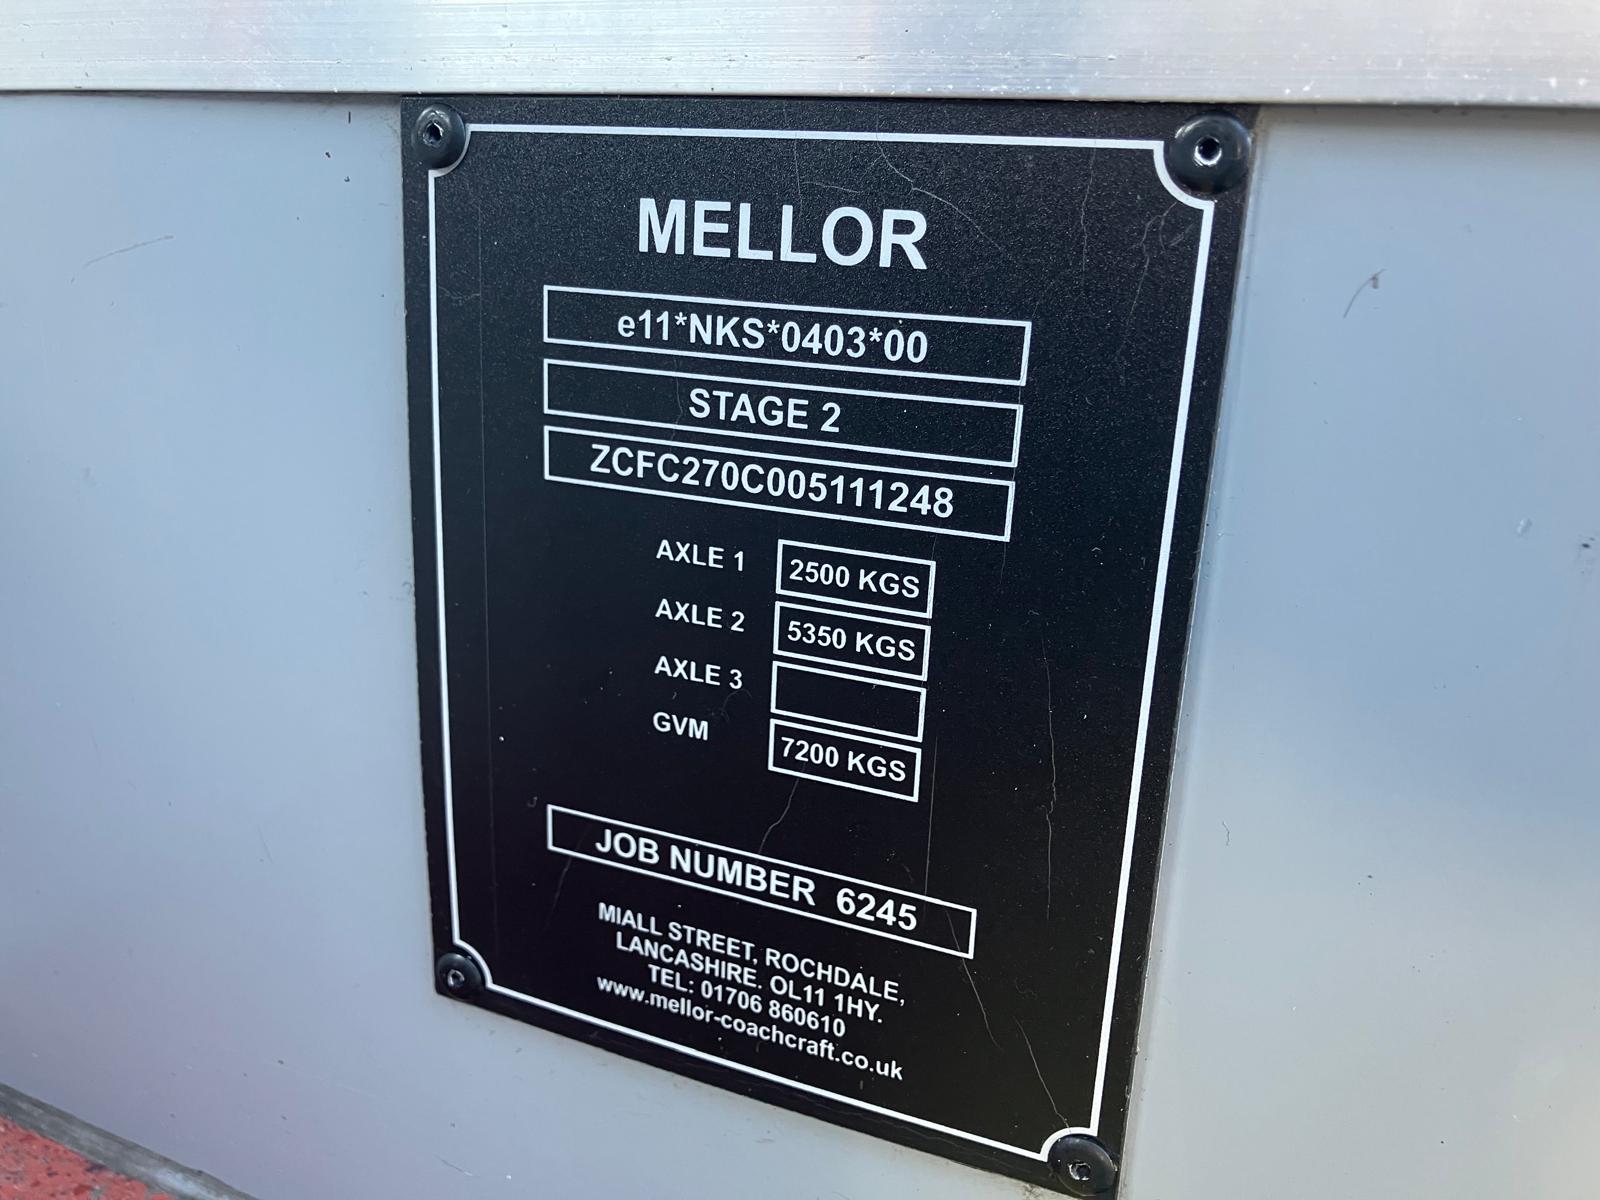 MELLOR
e11*NKS*0403*00
STAGE 2
ZCFC270C005111248
AXLE 1 2500 KGS
AXLE 2 5350 KGS
AXLE 3
GVM 7200 KGS
JOB NUMBER 6245
MIALL STREET, ROCHDALE,
LANCASHIRE. OL11 1HY.
TEL: 01706 860610
www.mellor-coachcraft.co.uk